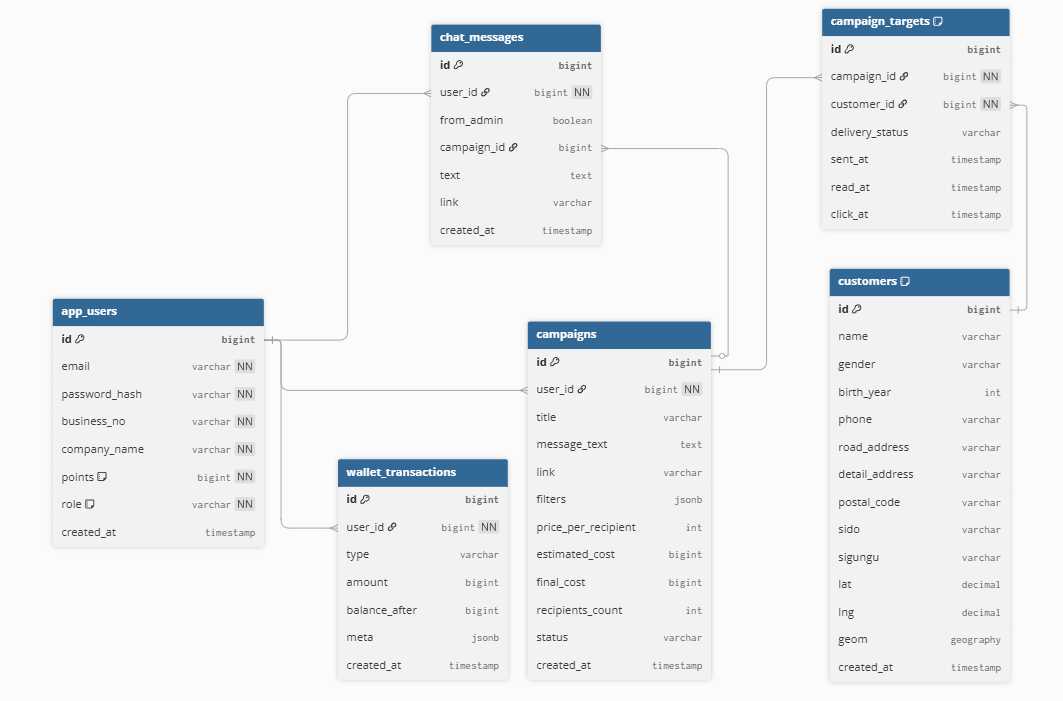 chat_messages
id bigint
user_id bigint NN
from_admin boolean
campaign_id bigint
text text
link varchar
created_at timestamp
campaign_targets
id bigint
campaign_id bigint NN
customer_id bigint NN
delivery_status varchar
sent_at timestamp
read_at timestamp
click_at timestamp
app_users
id bigint
email varchar NN
password_hash varchar NN
business_no varchar NN
company_name varchar NN
points bigint NN
role varchar NN
created_at timestamp
wallet_transactions
id bigint
user_id bigint NN
type varchar
amount bigint
balance_after bigint
meta jsonb
created_at timestamp
campaigns
id bigint
user_id bigint NN
title varchar
message_text text
link varchar
filters jsonb
price_per_recipient int
estimated_cost bigint
final_cost bigint
recipients_count int
status varchar
created_at timestamp
customers
id bigint
name varchar
gender varchar
birth_year int
phone varchar
road_address varchar
detail_address varchar
postal_code varchar
sido varchar
sigungu varchar
lat decimal
lng decimal
geom geography
created_at timestamp